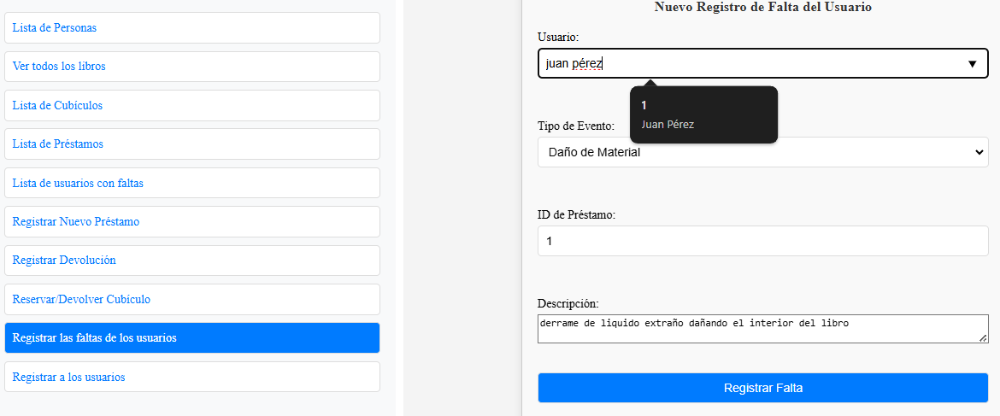 Lista de Personas
Ver todos los libros
Lista de Cubículos
Lista de Préstamos
Lista de usuarios con faltas
Registrar Nuevo Préstamo
Registrar Devolución
Reservar/Devolver Cubículo
Registrar las faltas de los usuarios
Registrar a los usuarios
Nuevo Registro de Falta del Usuario
Usuario:
juan pérez
1
Juan Pérez
Tipo de Evento:
Daño de Material
ID de Préstamo:
1
Descripción:
derrame de liquido extraño dañando el interior del libro
Registrar Falta